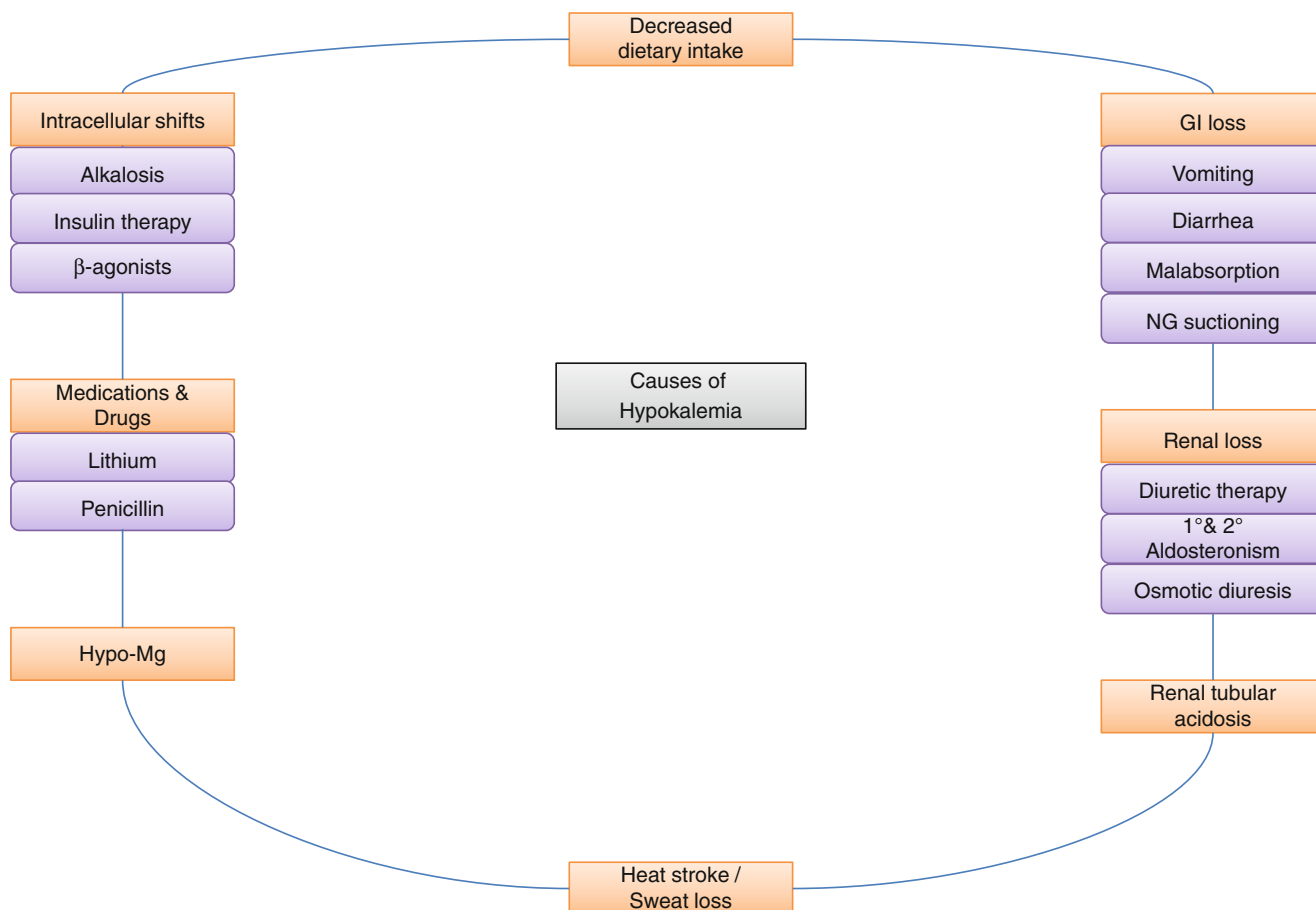 Decreased
dietary intake
Intracellular shifts
Alkalosis
Insulin therapy
β-agonists
Medications &
Drugs
Lithium
Penicillin
Hypo-Mg
Causes of
Hypokalemia
GI loss
Vomiting
Diarrhea
Malabsorption
NG suctioning
Renal loss
Diuretic therapy
1°& 2°
Aldosteronism
Osmotic diuresis
Renal tubular
acidosis
Heat stroke /
Sweat loss